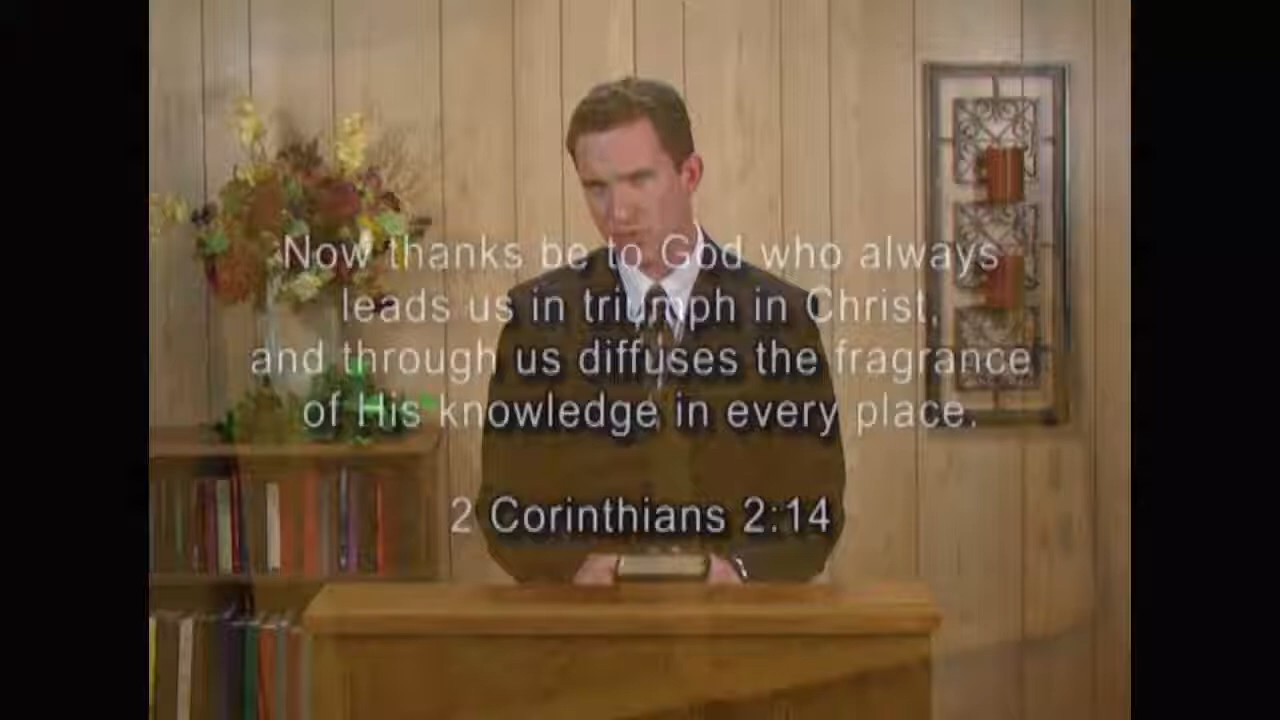 Now thanks be to God who always
leads us in triumph in Christ,
and through us diffuses the fragrance
of His knowledge in every place.
2 Corinthians 2:14